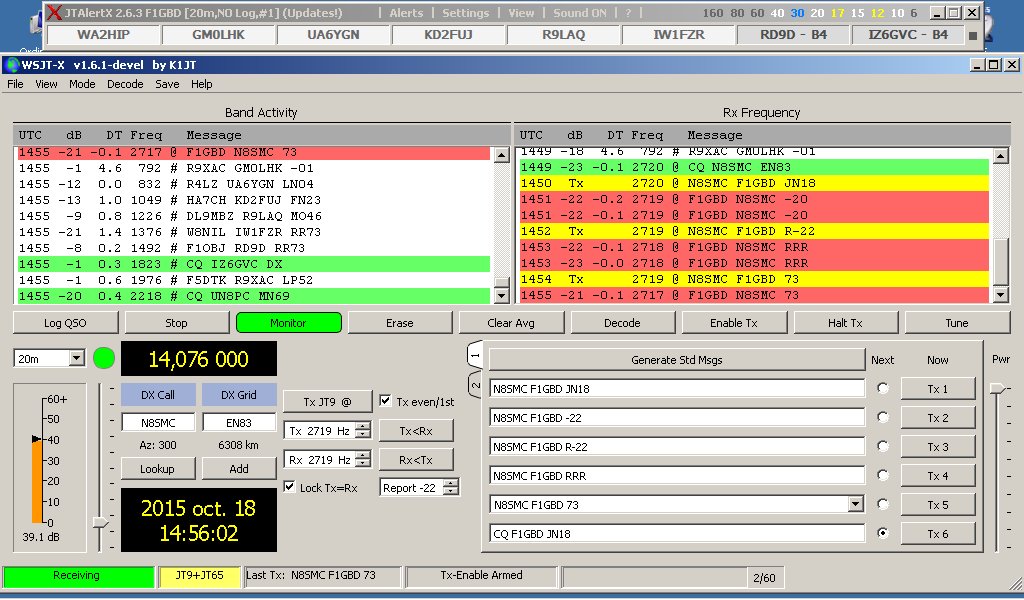 JTAlertX 2.6.3 F1GBD [20m,NO Log,#1] (Updates!) | Alerts | Settings | View | Sound ON | ? | 160 80 60 40 30 20 17 15 12 10 6
WA2HIP GM0LHK UA6YGN KD2FUJ R9LAQ IW1FZR RD9D - B4 IZ6GVC - B4
WSJT-X v1.6.1-devel by K1JT
File View Mode Decode Save Help
Band Activity
UTC dB DT Freq Message
1455 -21 -0.1 2717 @ F1GBD N8SMC 73
1455 -1 4.6 792 # R9XAC GM0LHK -01
1455 -12 0.0 832 # R4LZ UA6YGN LN04
1455 -13 1.0 1049 # HA7CH KD2FUJ FN23
1455 -9 0.8 1226 # DL9MBZ R9LAQ MO46
1455 -21 1.4 1376 # W8NIL IW1FZR RR73
1455 -8 0.2 1492 # F1OBJ RD9D RR73
1455 -1 0.3 1823 # CQ IZ6GVC DX
1455 -1 0.6 1976 # F5DTK R9XAC LP52
1455 -20 0.4 2218 # CQ UN8PC MN69
Rx Frequency
UTC dB DT Freq Message
1449 -18 4.6 792 # R9XAC GM0LHK -01
1449 -23 -0.1 2720 @ CQ N8SMC EN83
1450 Tx 2720 @ N8SMC F1GBD JN18
1451 -22 -0.2 2719 @ F1GBD N8SMC -20
1451 -22 -0.1 2719 @ F1GBD N8SMC -20
1452 Tx 2719 @ N8SMC F1GBD R-22
1453 -22 -0.1 2718 @ F1GBD N8SMC RRR
1453 -23 -0.0 2718 @ F1GBD N8SMC RRR
1454 Tx 2719 @ N8SMC F1GBD 73
1455 -21 -0.1 2717 @ F1GBD N8SMC 73
Log QSO Stop Monitor Erase Clear Avg Decode Enable Tx Halt Tx Tune
20m
14,076 000
DX Call DX Grid
N8SMC EN83
Az: 300 6308 km
Lookup Add
2015 oct. 18
14:56:02
60+
50
40
30
20
10
0
39.1 dB
Tx JT9 @
Tx even/1st
Tx 2719 Hz
Tx<Rx
Rx 2719 Hz
Rx<Tx
Lock Tx=Rx
Report -22
1
2
Generate Std Msgs Next Now Pwr
N8SMC F1GBD JN18 Tx 1
N8SMC F1GBD -22 Tx 2
N8SMC F1GBD R-22 Tx 3
N8SMC F1GBD RRR Tx 4
N8SMC F1GBD 73 Tx 5
CQ F1GBD JN18 Tx 6
Receiving JT9+JT65 Last Tx: N8SMC F1GBD 73 Tx-Enable Armed 2/60